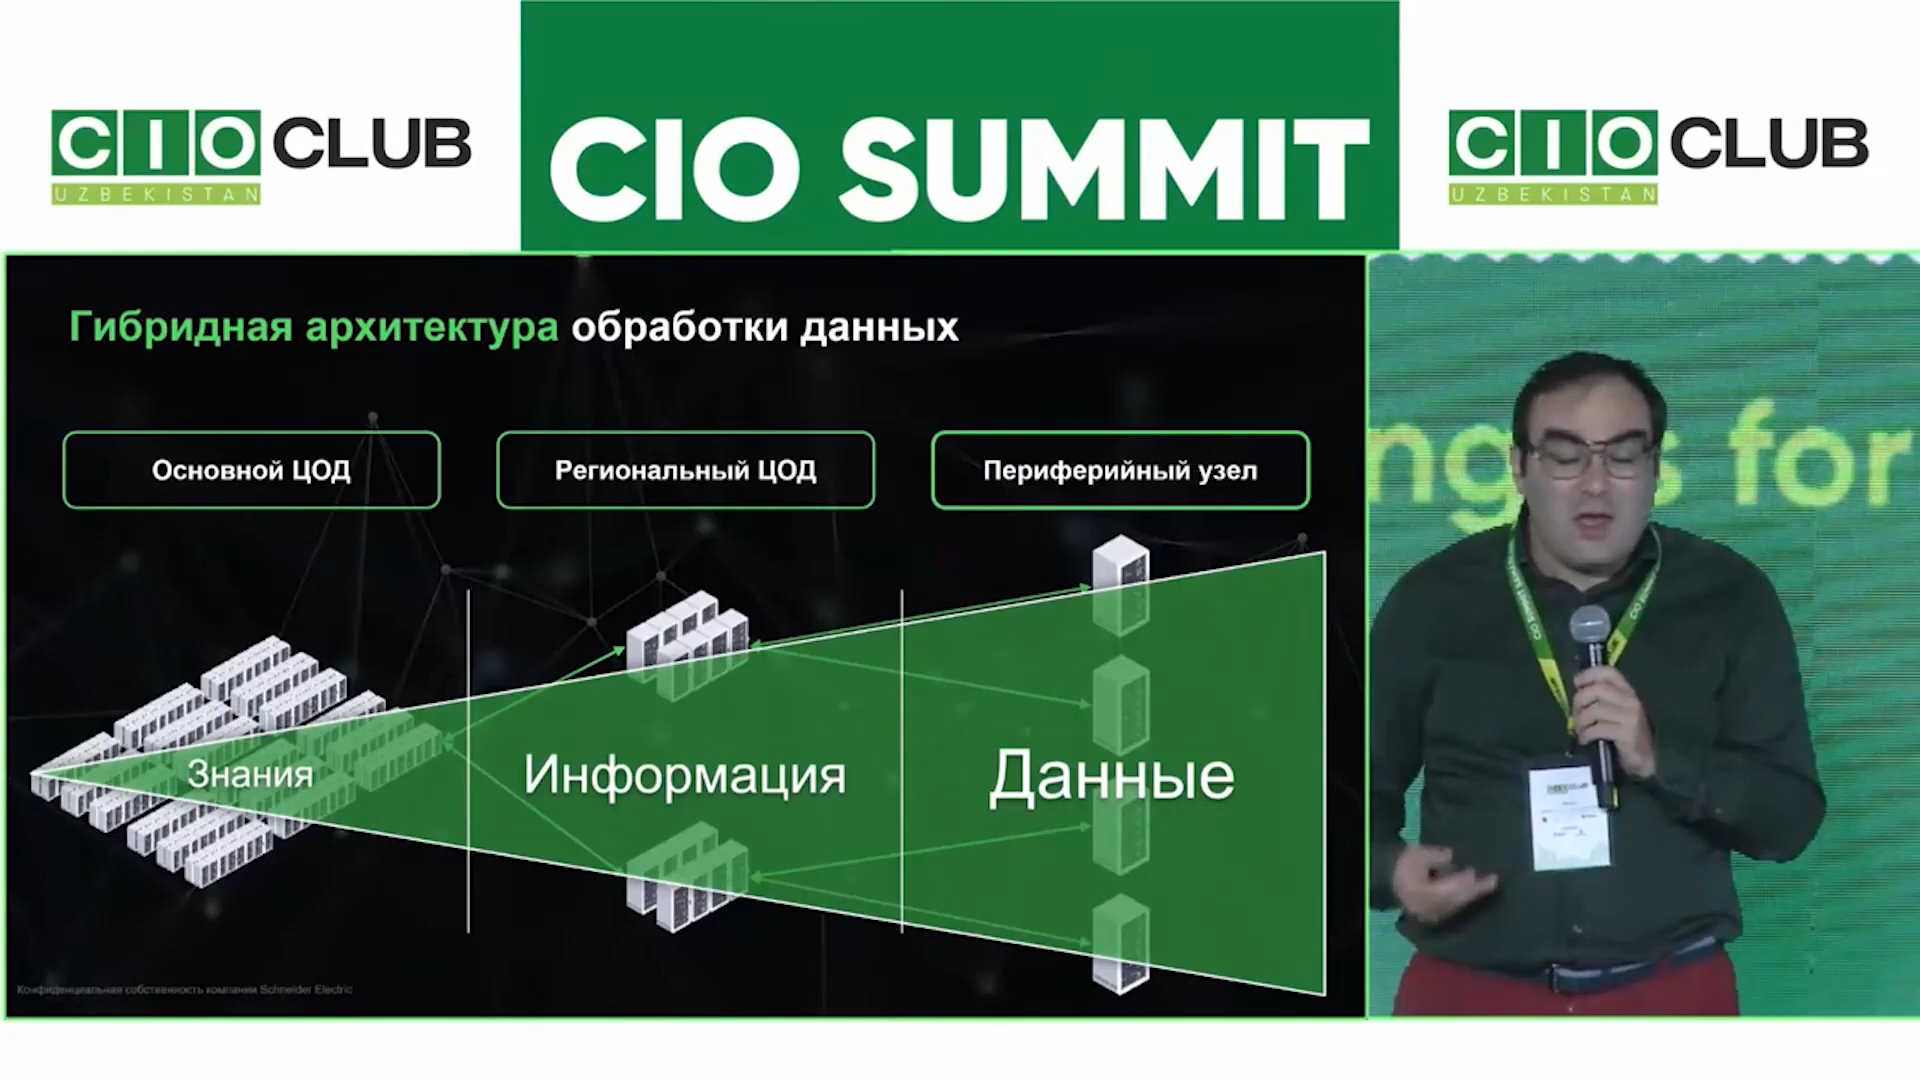 CIO CLUB
UZBEKISTAN
CIO SUMMIT
CIO CLUB
UZBEKISTAN
Гибридная архитектура обработки данных
Основной ЦОД
Региональный ЦОД
Периферийный узел
Знания
Информация
Данные
Конфиденциальная собственность компании Schneider Electric
for
CLUB